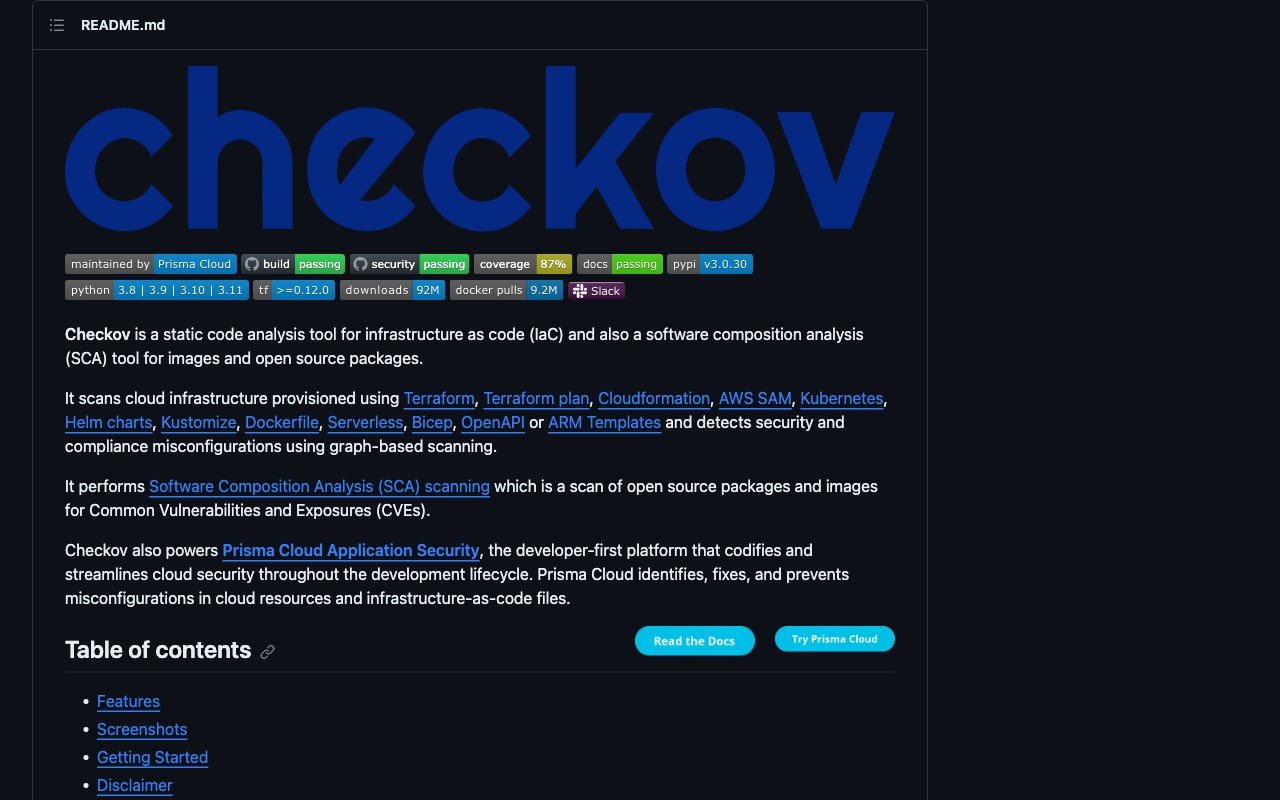 README.md
checkov
maintained by Prisma Cloud build passing security passing coverage 87% docs passing pypi v3.0.30
python 3.8 | 3.9 | 3.10 | 3.11 tf >=0.12.0 downloads 92M docker pulls 9.2M Slack
Checkov is a static code analysis tool for infrastructure as code (IaC) and also a software composition analysis
(SCA) tool for images and open source packages.
It scans cloud infrastructure provisioned using Terraform, Terraform plan, Cloudformation, AWS SAM, Kubernetes,
Helm charts, Kustomize, Dockerfile, Serverless, Bicep, OpenAPI or ARM Templates and detects security and
compliance misconfigurations using graph-based scanning.
It performs Software Composition Analysis (SCA) scanning which is a scan of open source packages and images
for Common Vulnerabilities and Exposures (CVEs).
Checkov also powers Prisma Cloud Application Security, the developer-first platform that codifies and
streamlines cloud security throughout the development lifecycle. Prisma Cloud identifies, fixes, and prevents
misconfigurations in cloud resources and infrastructure-as-code files.
Table of contents Read the Docs Try Prisma Cloud
Features
Screenshots
Getting Started
Disclaimer